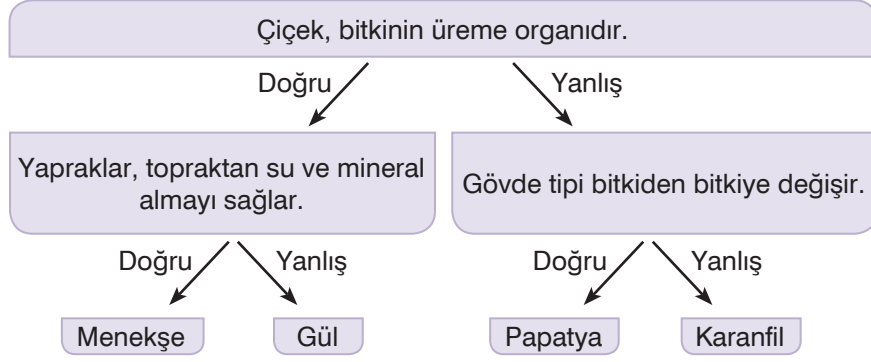 Çiçek, bitkinin üreme organıdır.
Doğru
Yanlış
Yapraklar, topraktan su ve mineral
almayı sağlar.
Gövde tipi bitkiden bitkiye değişir.
Doğru
Yanlış
Doğru
Yanlış
Menekşe
Gül
Papatya
Karanfil